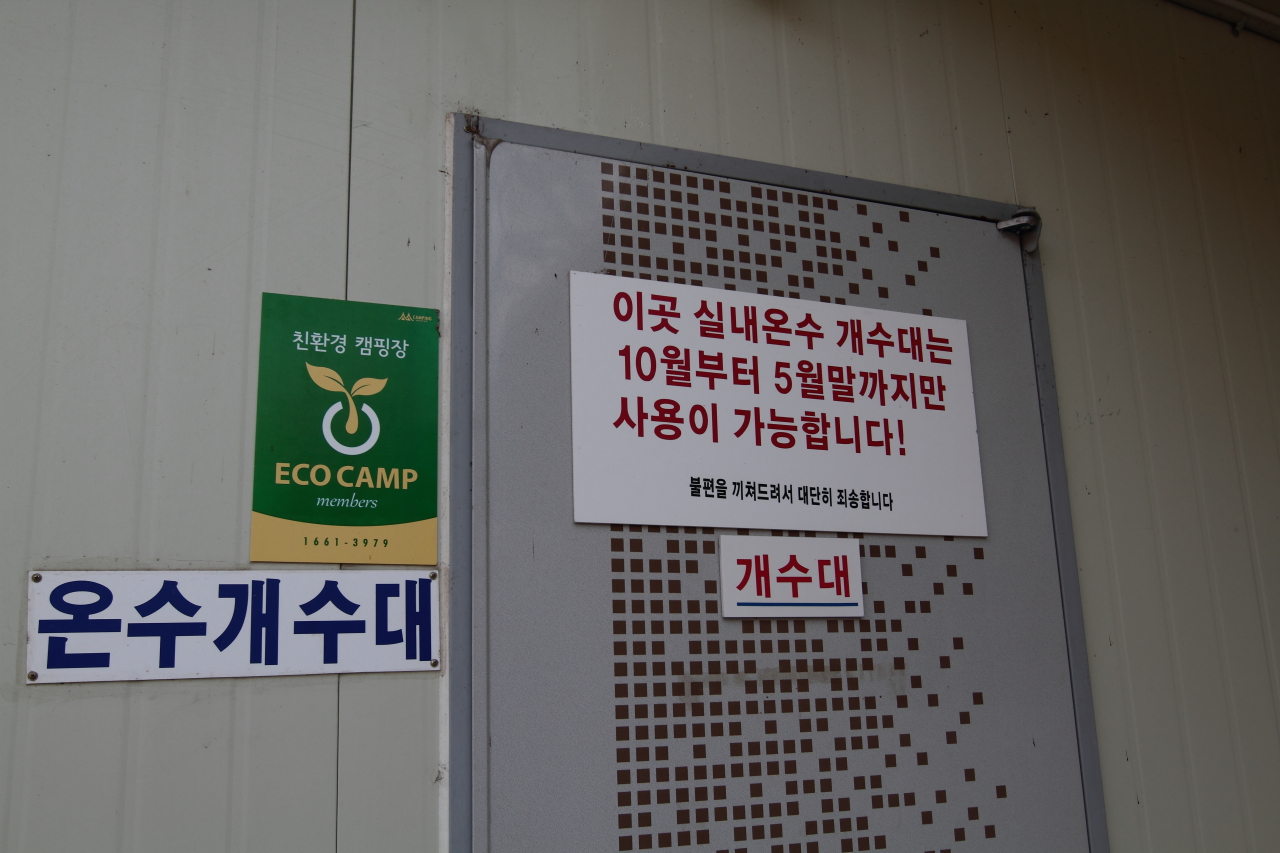 CAMPING
친환경 캠핑장
ECO CAMP
members
1661-3979
온수개수대
이곳 실내온수 개수대는
10월부터 5월말까지만
사용이 가능합니다!
불편을 끼쳐드려서 대단히 죄송합니다
개수대